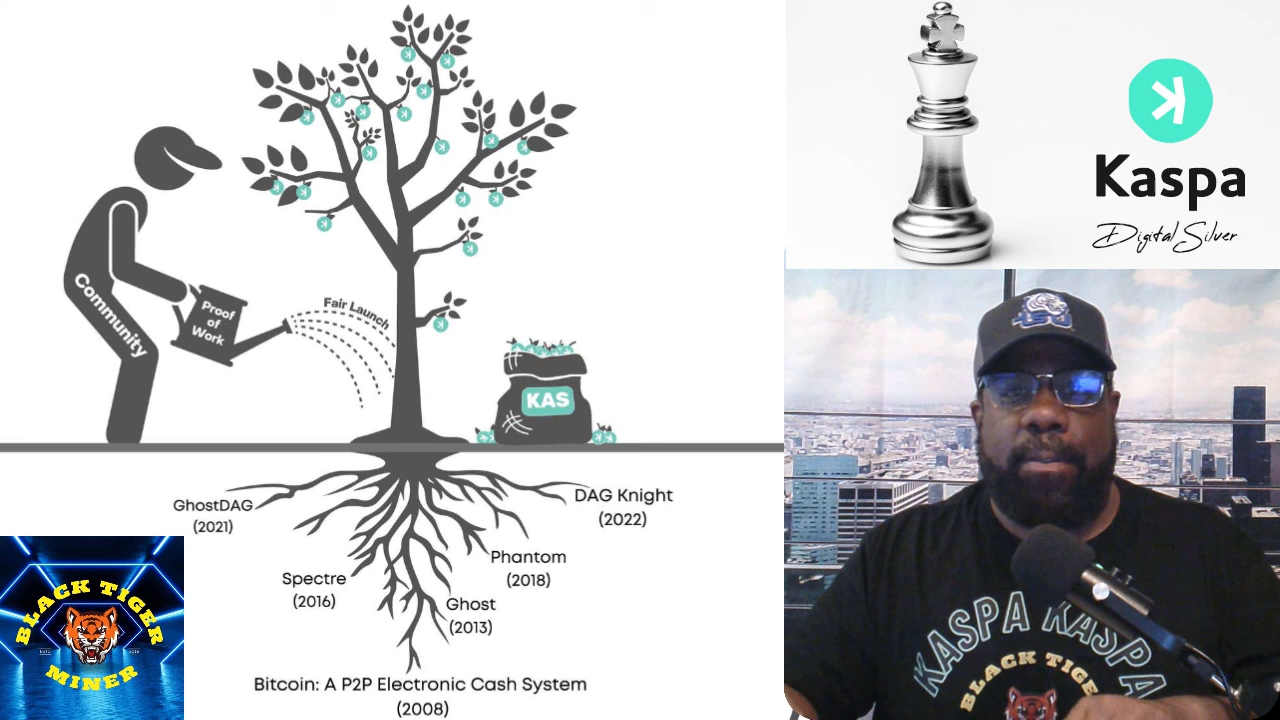 Community
Proof
of
Work
Fair Launch
KAS
GhostDAG
(2021)
DAG Knight
(2022)
Spectre
(2016)
Phantom
(2018)
Ghost
(2013)
Bitcoin: A P2P Electronic Cash System
(2008)
BLACK TIGER
MINER
Kaspa
Digital Silver
KASPA KASPA
BLACK TIGE